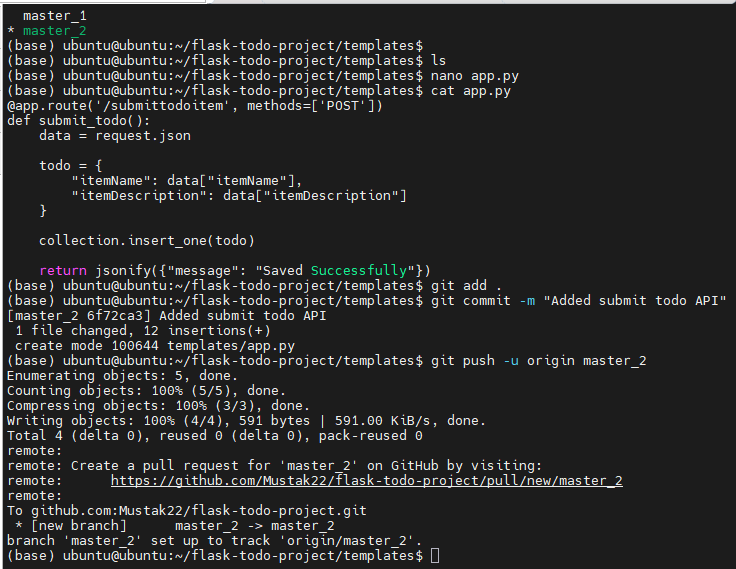 master_1
* master_2
(base) ubuntu@ubuntu:~/flask-todo-project/templates$
(base) ubuntu@ubuntu:~/flask-todo-project/templates$ ls
(base) ubuntu@ubuntu:~/flask-todo-project/templates$ nano app.py
(base) ubuntu@ubuntu:~/flask-todo-project/templates$ cat app.py
@app.route('/submittodoitem', methods=['POST'])
def submit_todo():
    data = request.json

    todo = {
        "itemName": data["itemName"],
        "itemDescription": data["itemDescription"]
    }

    collection.insert_one(todo)

    return jsonify({"message": "Saved Successfully"})
(base) ubuntu@ubuntu:~/flask-todo-project/templates$ git add .
(base) ubuntu@ubuntu:~/flask-todo-project/templates$ git commit -m "Added submit todo API"
[master_2 6f72ca3] Added submit todo API
 1 file changed, 12 insertions(+)
 create mode 100644 templates/app.py
(base) ubuntu@ubuntu:~/flask-todo-project/templates$ git push -u origin master_2
Enumerating objects: 5, done.
Counting objects: 100% (5/5), done.
Compressing objects: 100% (3/3), done.
Writing objects: 100% (4/4), 591 bytes | 591.00 KiB/s, done.
Total 4 (delta 0), reused 0 (delta 0), pack-reused 0
remote:
remote: Create a pull request for 'master_2' on GitHub by visiting:
remote:      https://github.com/Mustak22/flask-todo-project/pull/new/master_2
remote:
To github.com:Mustak22/flask-todo-project.git
 * [new branch]      master_2 -> master_2
branch 'master_2' set up to track 'origin/master_2'.
(base) ubuntu@ubuntu:~/flask-todo-project/templates$